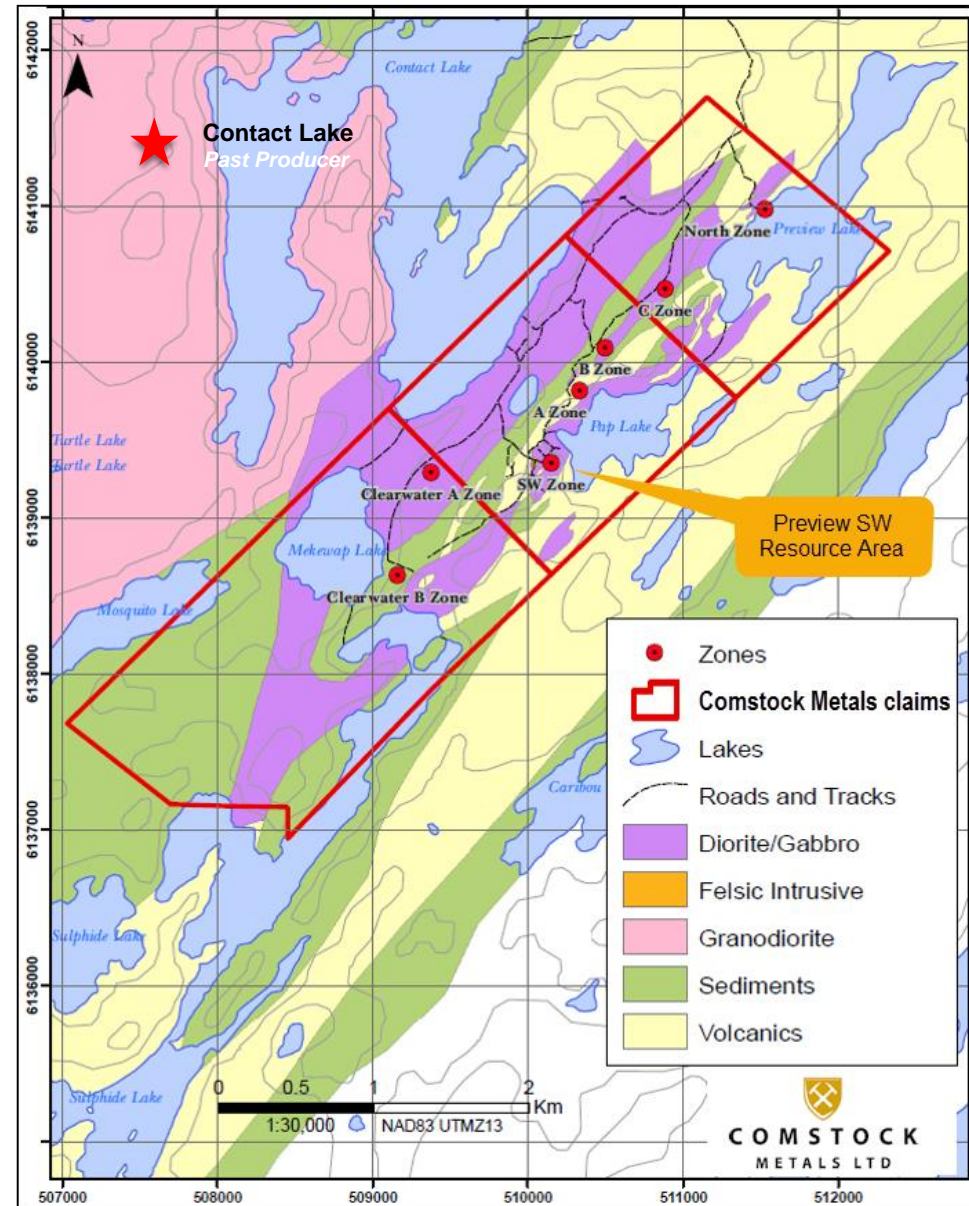 6142000
6141000
6140000
6139000
6138000
6137000
6136000
N
Contact Lake
Contact Lake
Past Producer
North Zone
Preview Lake
C Zone
B Zone
A Zone
Pap Lake
SW Zone
Turtle Lake
Turtle Lake
Clearwater A Zone
Preview SW
Resource Area
Mekewap Lake
Clearwater B Zone
Mosquito Lake
Caribou
Sulphide Lake
Sulphide Lake
Zones
Comstock Metals claims
Lakes
Roads and Tracks
Diorite/Gabbro
Felsic Intrusive
Granodiorite
Sediments
Volcanics
0 0.5 1 2
Km
1:30,000 NAD83 UTMZ13
COMSTOCK
METALS LTD
507000 508000 509000 510000 511000 512000